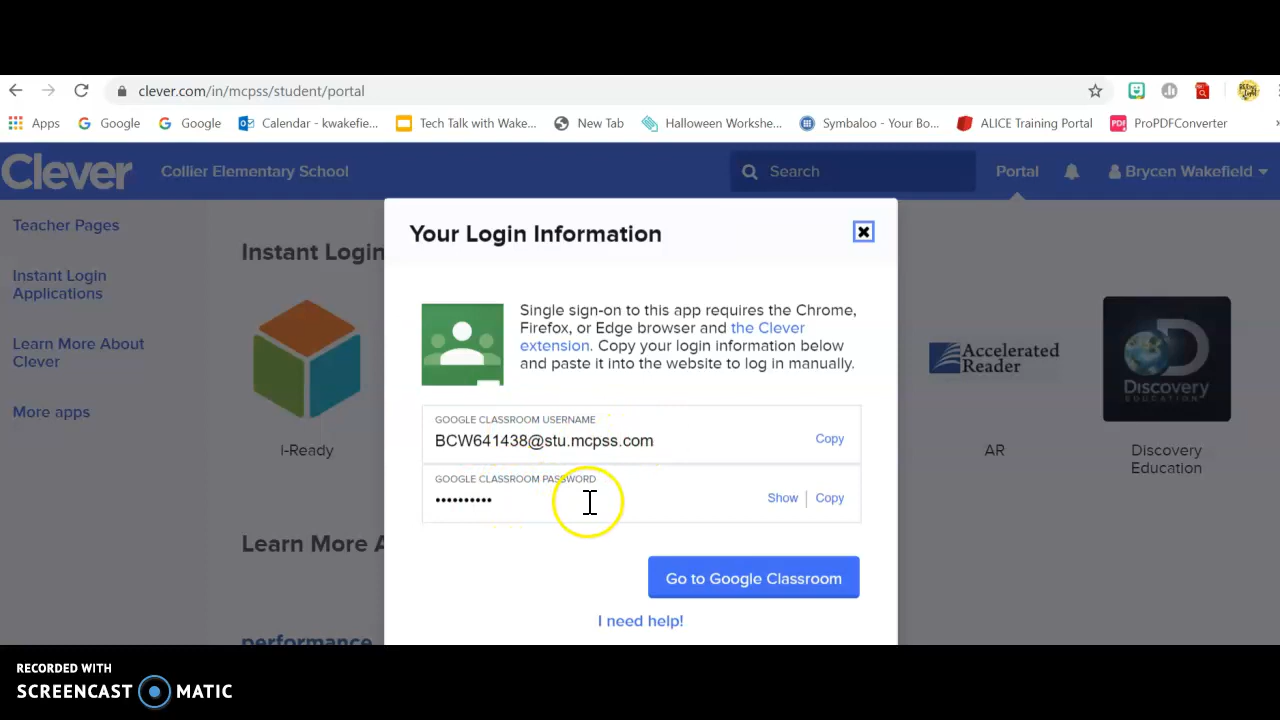 clever.com/in/mcpss/student/portal
Apps Google Google Calendar - kwakefie... Tech Talk with Wake... New Tab Halloween Workshe... Symbaloo - Your Bo... ALICE Training Portal PDF ProPDFConverter
Clever Collier Elementary School Search Portal Brycen Wakefield
Teacher Pages
Instant Login
Applications
Learn More About
Clever
More apps
Instant Login
i-Ready
Learn More A
performance
Your Login Information
Single sign-on to this app requires the Chrome,
Firefox, or Edge browser and the Clever
extension. Copy your login information below
and paste it into the website to log in manually.
GOOGLE CLASSROOM USERNAME
BCW641438@stu.mcpss.com Copy
GOOGLE CLASSROOM PASSWORD
•••••••••• Show | Copy
Go to Google Classroom
I need help!
Accelerated
Reader
AR
Discovery
EDUCATION
Discovery
Education
RECORDED WITH
SCREENCAST MATIC